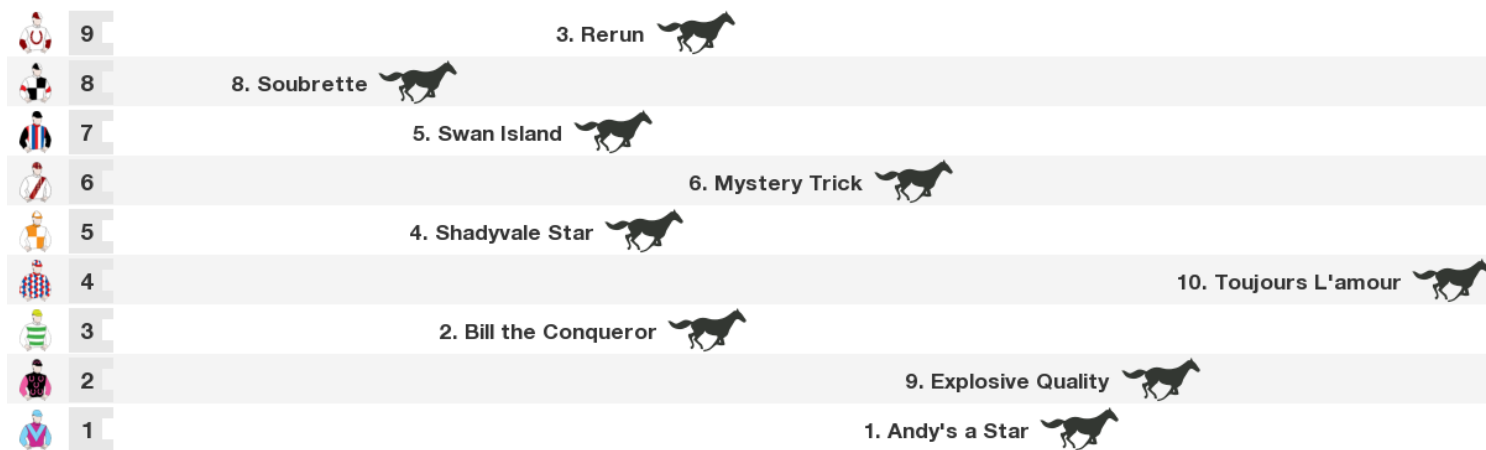 9 3. Rerun
8 8. Soubrette
7 5. Swan Island
6 6. Mystery Trick
5 4. Shadyvale Star
4 10. Toujours L'amour
3 2. Bill the Conqueror
2 9. Explosive Quality
1 1. Andy's a Star